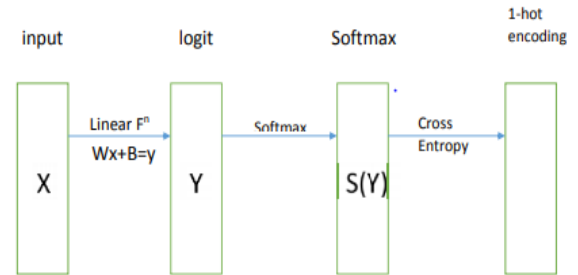 input
logit
Softmax
1-hot
encoding
Linear Fⁿ
Wx+B=y
Softmax
Cross
Entropy
X
Y
S(Y)